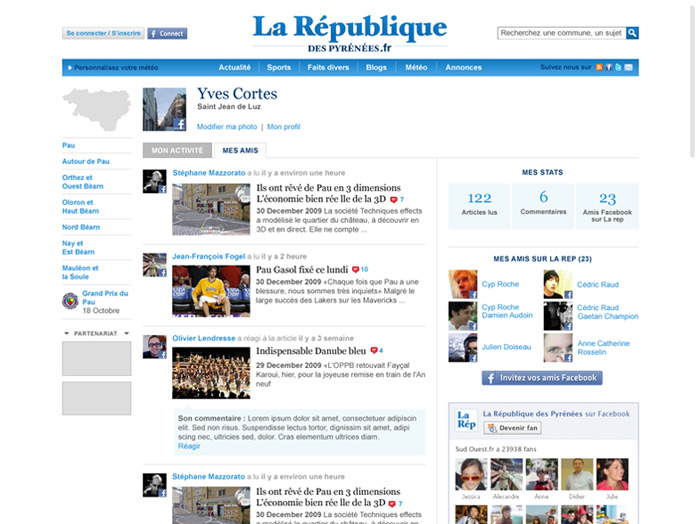 Se connecter / S'inscrire
Connect
La République
DES PYRÉNÉES.fr
Recherchez une commune, un sujet
Personnalisez votre météo
Actualité
Sports
Faits divers
Blogs
Météo
Annonces
Suivez nous sur
Yves Cortes
Saint Jean de Luz
Modifier ma photo | Mon profil
Pau
Autour de Pau
Orthez et
Ouest Béarn
Oloron et
Haut Béarn
Nord Béarn
Nay et
Est Béarn
Mauléon et
la Soule
Grand Prix du
Pau
18 Octobre
PARTENARIAT
MON ACTIVITÉ
MES AMIS
Stéphane Mazzorato a lu il y a environ une heure
Ils ont rêvé de Pau en 3 dimensions
L'économie bien rée lle de la 3D 7
30 December 2009 La société Techniques effects
a modélisé le quartier du château, à découvrir en
3D et en direct. Elle ne compte ...
Jean-François Fogel a lu il y a 2 heure
Pau Gasol fixé ce lundi 10
30 December 2009 «Chaque fois que Pau a une
blessure, nous sommes très inquiets» Malgré le
large succès des Lakers sur les Maverics ...
Olivier Lendresse a réagi à la article il y a 3 semaine
Indispensable Danube bleu 4
29 December 2009 «L'OPPB retouvait Fayçal
Karoui, hier, pour la joyeuse remise en train de l'An
neuf
Son commentaire : Lorem ipsum dolor sit amet, consectetuer adipiscin
elit. Sed non risus. Suspendisse lectus tortor, dignissim sit amet, adipi
scing nec, ultricies sed, dolor. Cras elementum ultrices diam.
Réagir
Stéphane Mazzorato a lu il y a environ une heure
Ils ont rêvé de Pau en 3 dimensions
L'économie bien rée lle de la 3D 7
30 December 2009 La société Techniques effects
a modélisé le quartier du château, à découvrir en
MES STATS
122
Articles lus
6
Commentaires
23
Amis Facebook
sur La rep
MES AMIS SUR LA REP (23)
Cyp Roche
Cédric Raud
Cyp Roche
Damien Audoin
Cédric Raud
Gaetan Champion
Julien Doiseau
Anne Catherine
Rosselin
Invitez vos amis Facebook
La
Rép
La République des Pyrénées sur Facebook
Devenir fan
Sud Ouest.fr a 23938 fans
Jessica
Alexandre
Anne
Didier
Julie